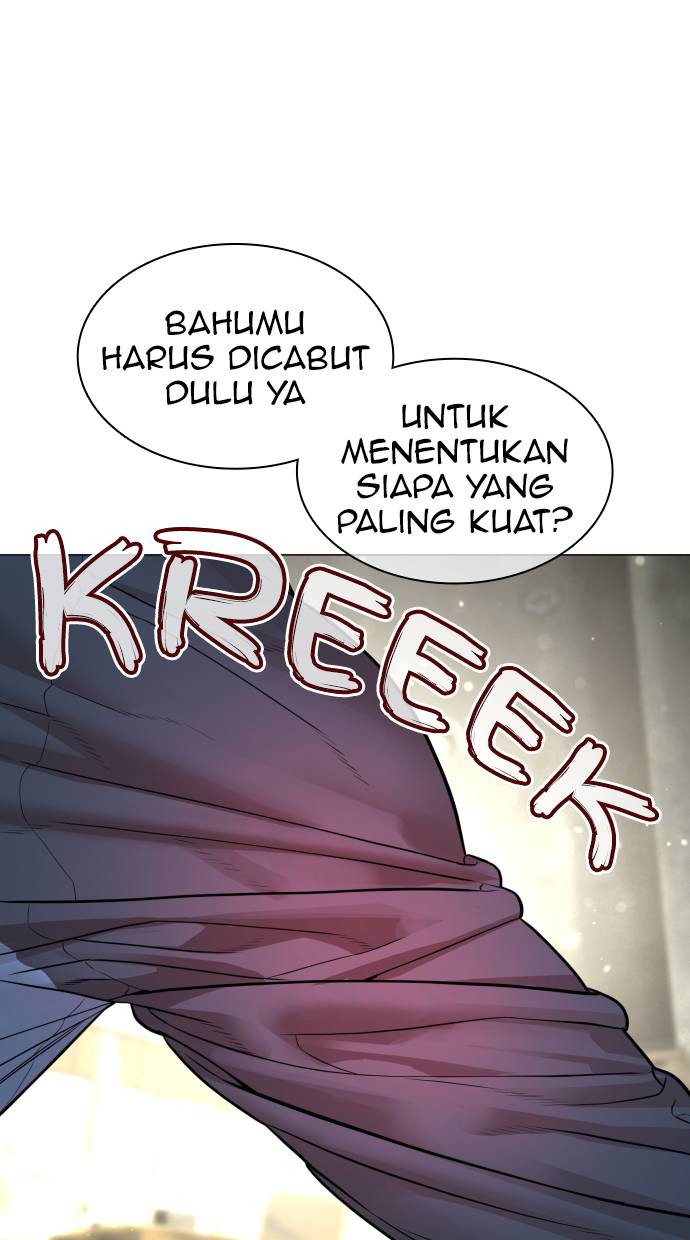 BAHUMU
HARUS DICABUT
DULU YA
UNTUK
MENENTUKAN
SIAPA YANG
PALING KUAT?
KREEEK